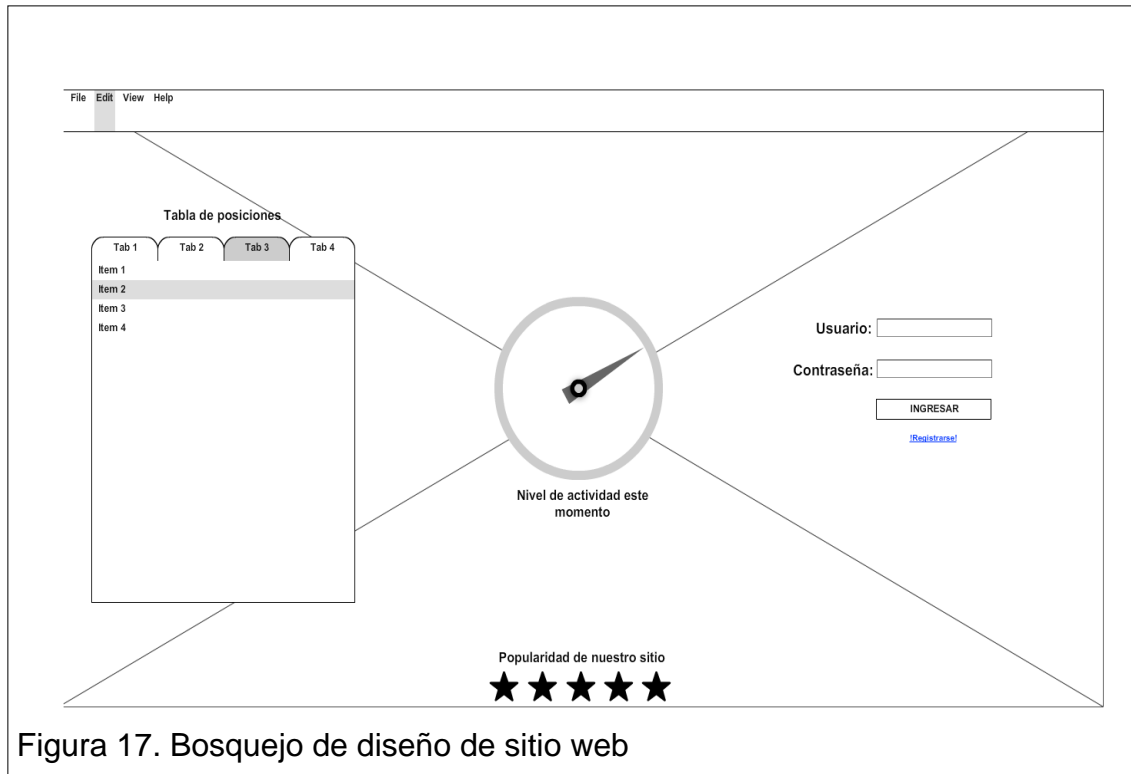 File Edit View Help
Tabla de posiciones
Tab 1 Tab 2 Tab 3 Tab 4
Item 1
Item 2
Item 3
Item 4
Usuario:
Contraseña:
INGRESAR
!Registrarse!
Nivel de actividad este
momento
Popularidad de nuestro sitio
Figura 17. Bosquejo de diseño de sitio web